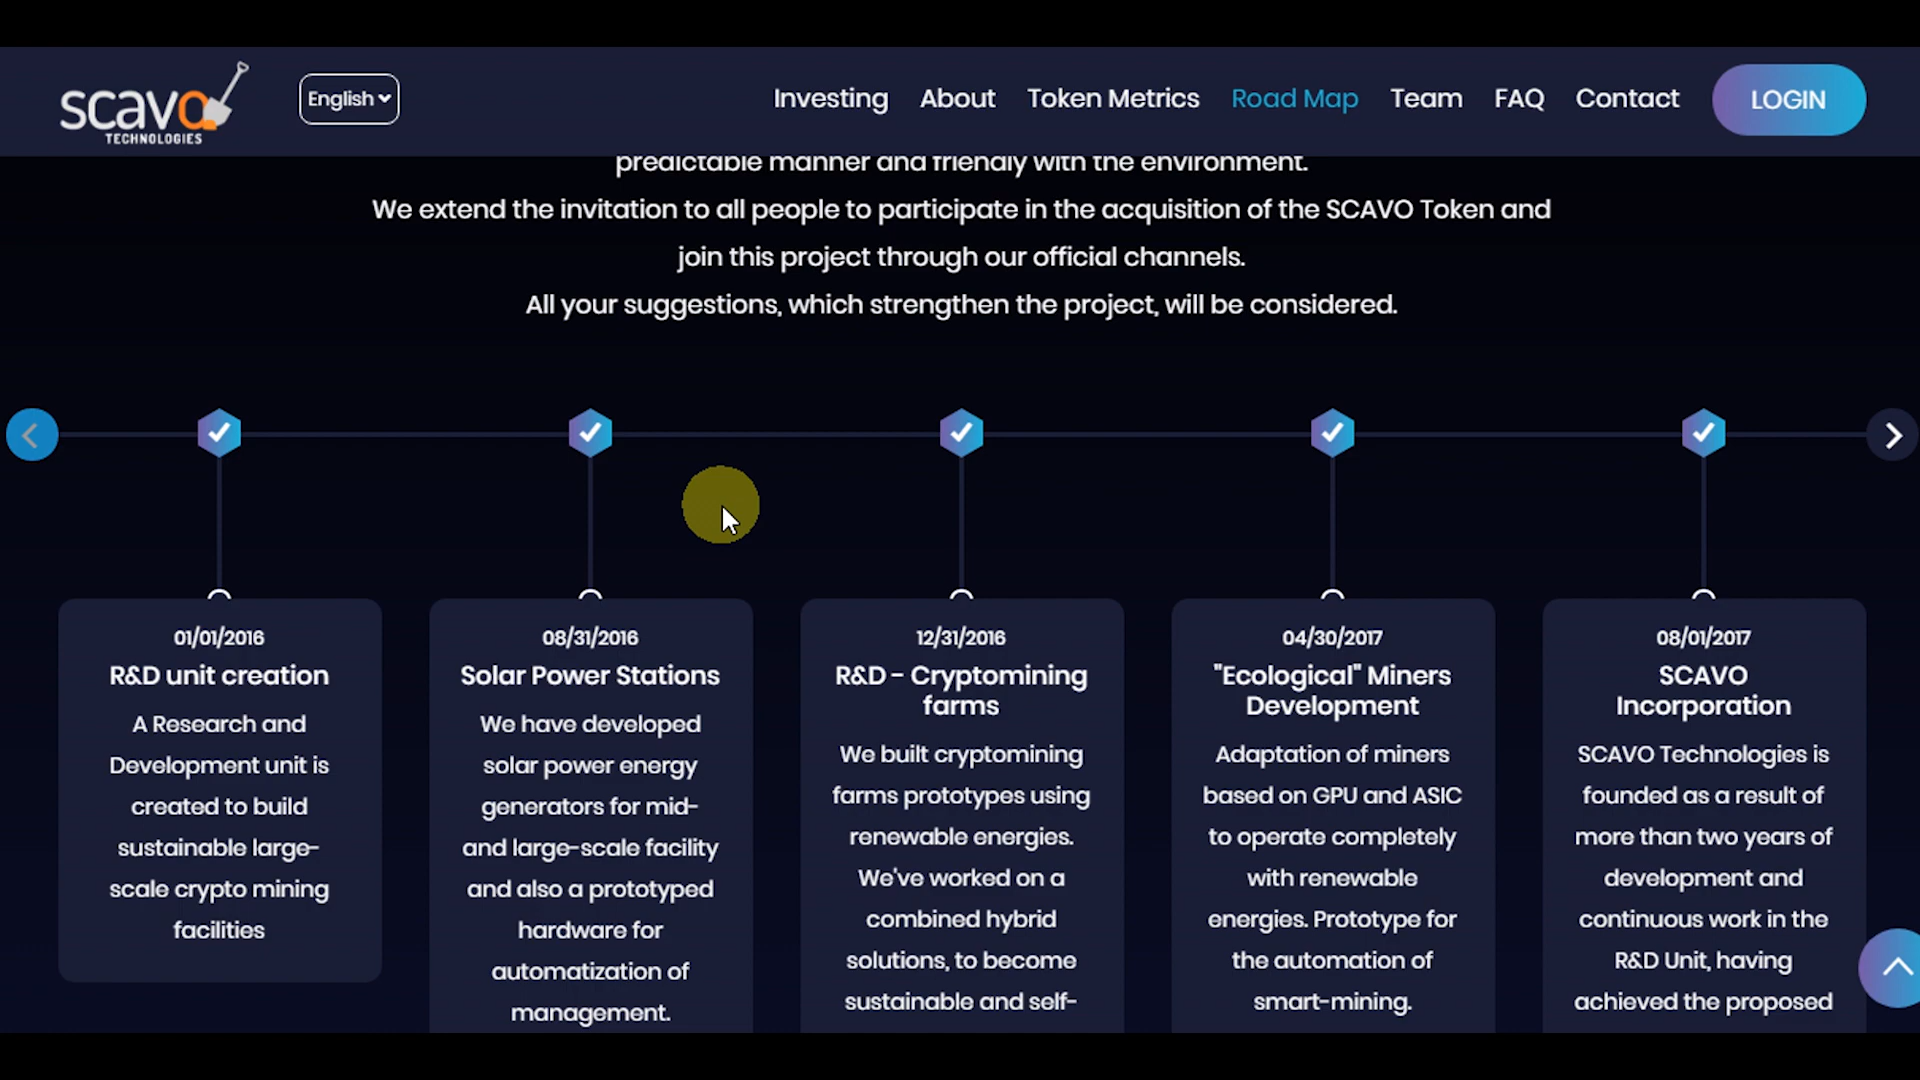 scavo
TECHNOLOGIES
English
Investing
About
Token Metrics
Road Map
Team
FAQ
Contact
LOGIN
predictable manner and friendly with the environment.
We extend the invitation to all people to participate in the acquisition of the SCAVO Token and
join this project through our official channels.
All your suggestions, which strengthen the project, will be considered.
01/01/2016
R&D unit creation
A Research and
Development unit is
created to build
sustainable large-
scale crypto mining
facilities
08/31/2016
Solar Power Stations
We have developed
solar power energy
generators for mid-
and large-scale facility
and also a prototyped
hardware for
automatization of
management.
12/31/2016
R&D - Cryptomining
farms
We built cryptomining
farms prototypes using
renewable energies.
We've worked on a
combined hybrid
solutions, to become
sustainable and self-
04/30/2017
"Ecological" Miners
Development
Adaptation of miners
based on GPU and ASIC
to operate completely
with renewable
energies. Prototype for
the automation of
smart-mining.
08/01/2017
SCAVO
Incorporation
SCAVO Technologies is
founded as a result of
more than two years of
development and
continuous work in the
R&D Unit, having
achieved the proposed